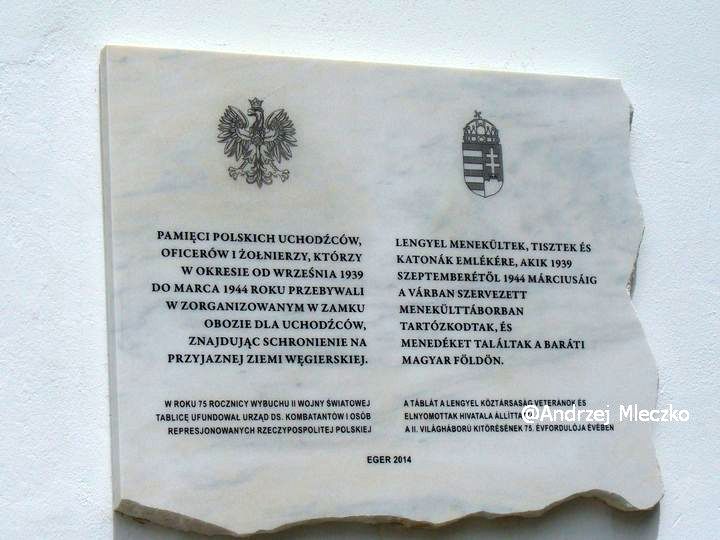 PAMIĘCI POLSKICH UCHODŹCÓW,
OFICERÓW I ŻOŁNIERZY, KTÓRZY
W OKRESIE OD WRZEŚNIA 1939
DO MARCA 1944 ROKU PRZEBYWALI
W ZORGANIZOWANYM W ZAMKU
OBOZIE DLA UCHODŹCÓW,
ZNAJDUJĄC SCHRONIENIE NA
PRZYJAZNEJ ZIEMI WĘGIERSKIEJ.
W ROKU 75 ROCZNICY WYBUCHU II WOJNY ŚWIATOWEJ
TABLICĘ UFUNDOWAŁ URZĄD DS. KOMBATANTÓW I OSÓB
REPRESJONOWANYCH RZECZYPOSPOLITEJ POLSKIEJ
LENGYEL MENEKÜLTEK, TISZTEK ÉS
KATONÁK EMLÉKÉRE, AKIK 1939
SZEPTEMBERÉTŐL 1944 MÁRCIUSÁIG
A VÁRBAN SZERVEZETT
MENEKÜLTTÁBORBAN
TARTÓZKODTAK, ÉS
MENEDÉKET TALÁLTAK A BARÁTI
MAGYAR FÖLDÖN.
A TÁBLÁT A LENGYEL KÖZTÁRSASÁG VETERÁNOK ÉS
ELNYOMOTTAK HIVATALA
A II. VILÁGHÁBORÚ KITÖRÉSÉNEK 75. ÉVFORDULÓJA ÉVÉBEN
EGER 2014
@Andrzej Mleczko